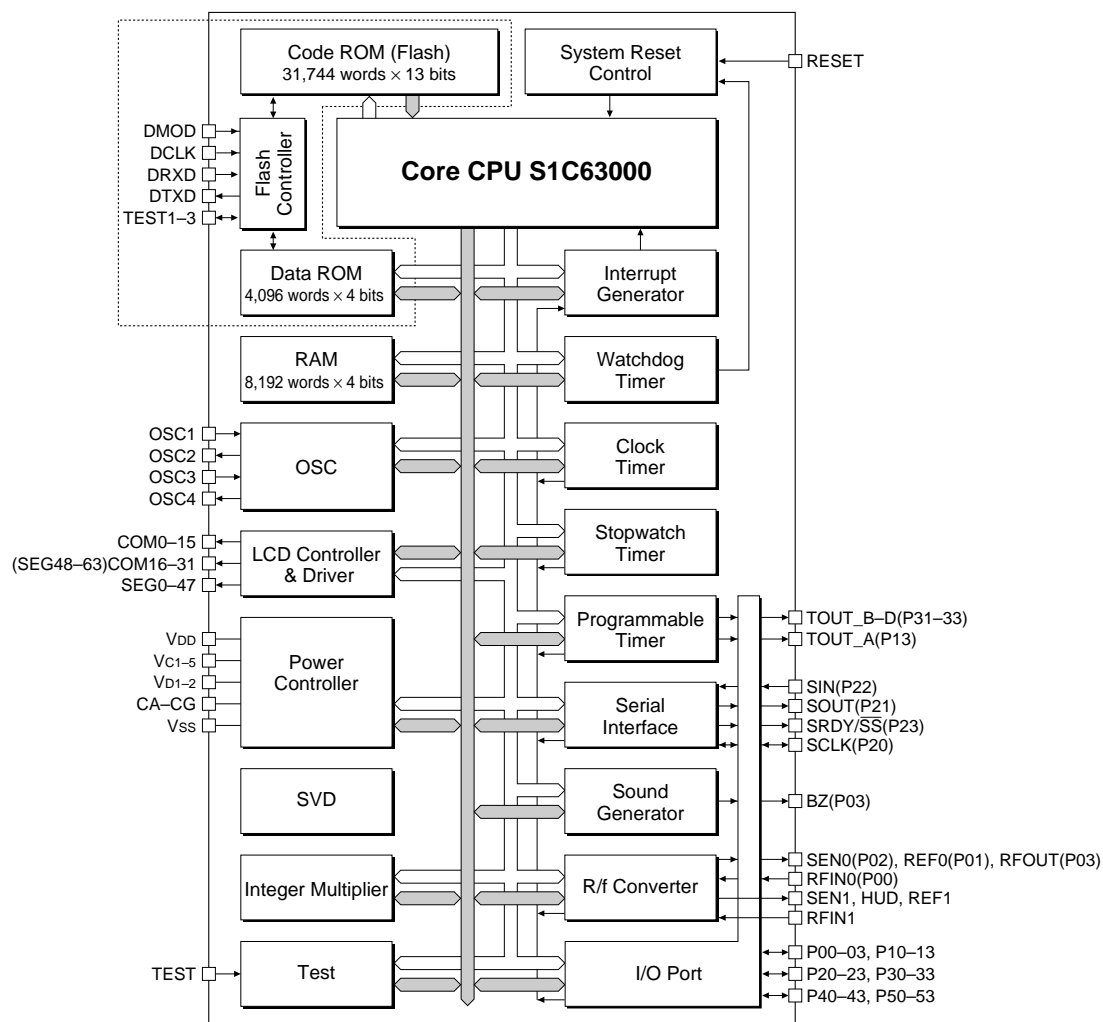 Code ROM (Flash)
31,744 words × 13 bits
System Reset
Control
RESET
DMOD
DCLK
DRXD
DTXD
TEST1–3
Flash
Controller
Core CPU S1C63000
Data ROM
4,096 words × 4 bits
Interrupt
Generator
RAM
8,192 words × 4 bits
Watchdog
Timer
OSC1
OSC2
OSC3
OSC4
OSC
Clock
Timer
COM0–15
(SEG48–63)COM16–31
SEG0–47
LCD Controller
& Driver
Stopwatch
Timer
Programmable
Timer
TOUT_B–D(P31–33)
TOUT_A(P13)
VDD
VC1–5
VD1–2
CA–CG
VSS
Power
Controller
Serial
Interface
SIN(P22)
SOUT(P21)
SRDY/S̅S̅(P23)
SCLK(P20)
SVD
Sound
Generator
BZ(P03)
Integer Multiplier
R/f Converter
SEN0(P02), REF0(P01), RFOUT(P03)
RFIN0(P00)
SEN1, HUD, REF1
RFIN1
TEST
Test
I/O Port
P00–03, P10–13
P20–23, P30–33
P40–43, P50–53